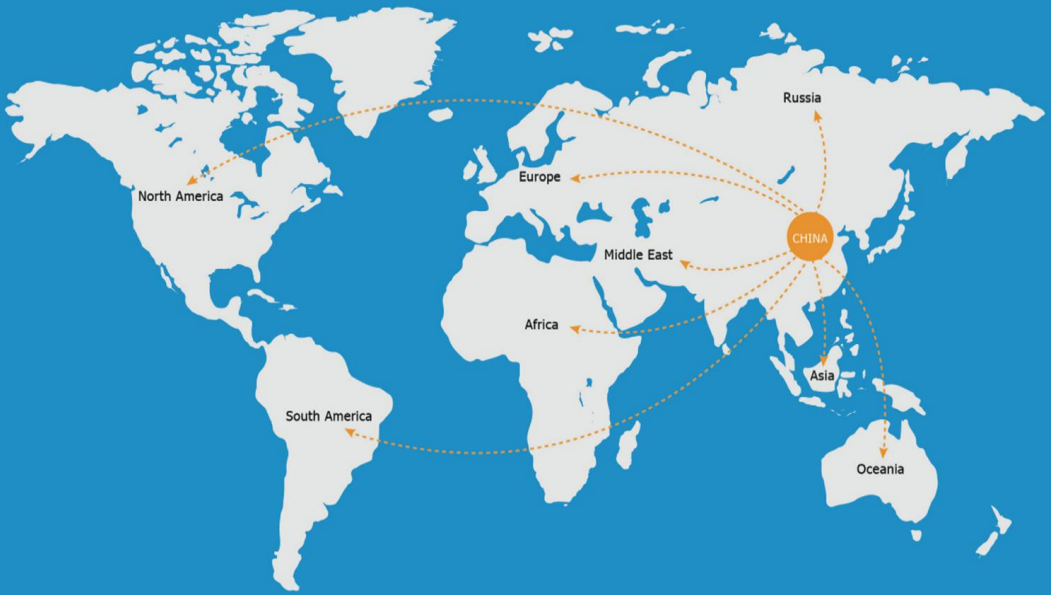 Russia
Europe
North America
CHINA
Middle East
Africa
Asia
South America
Oceania